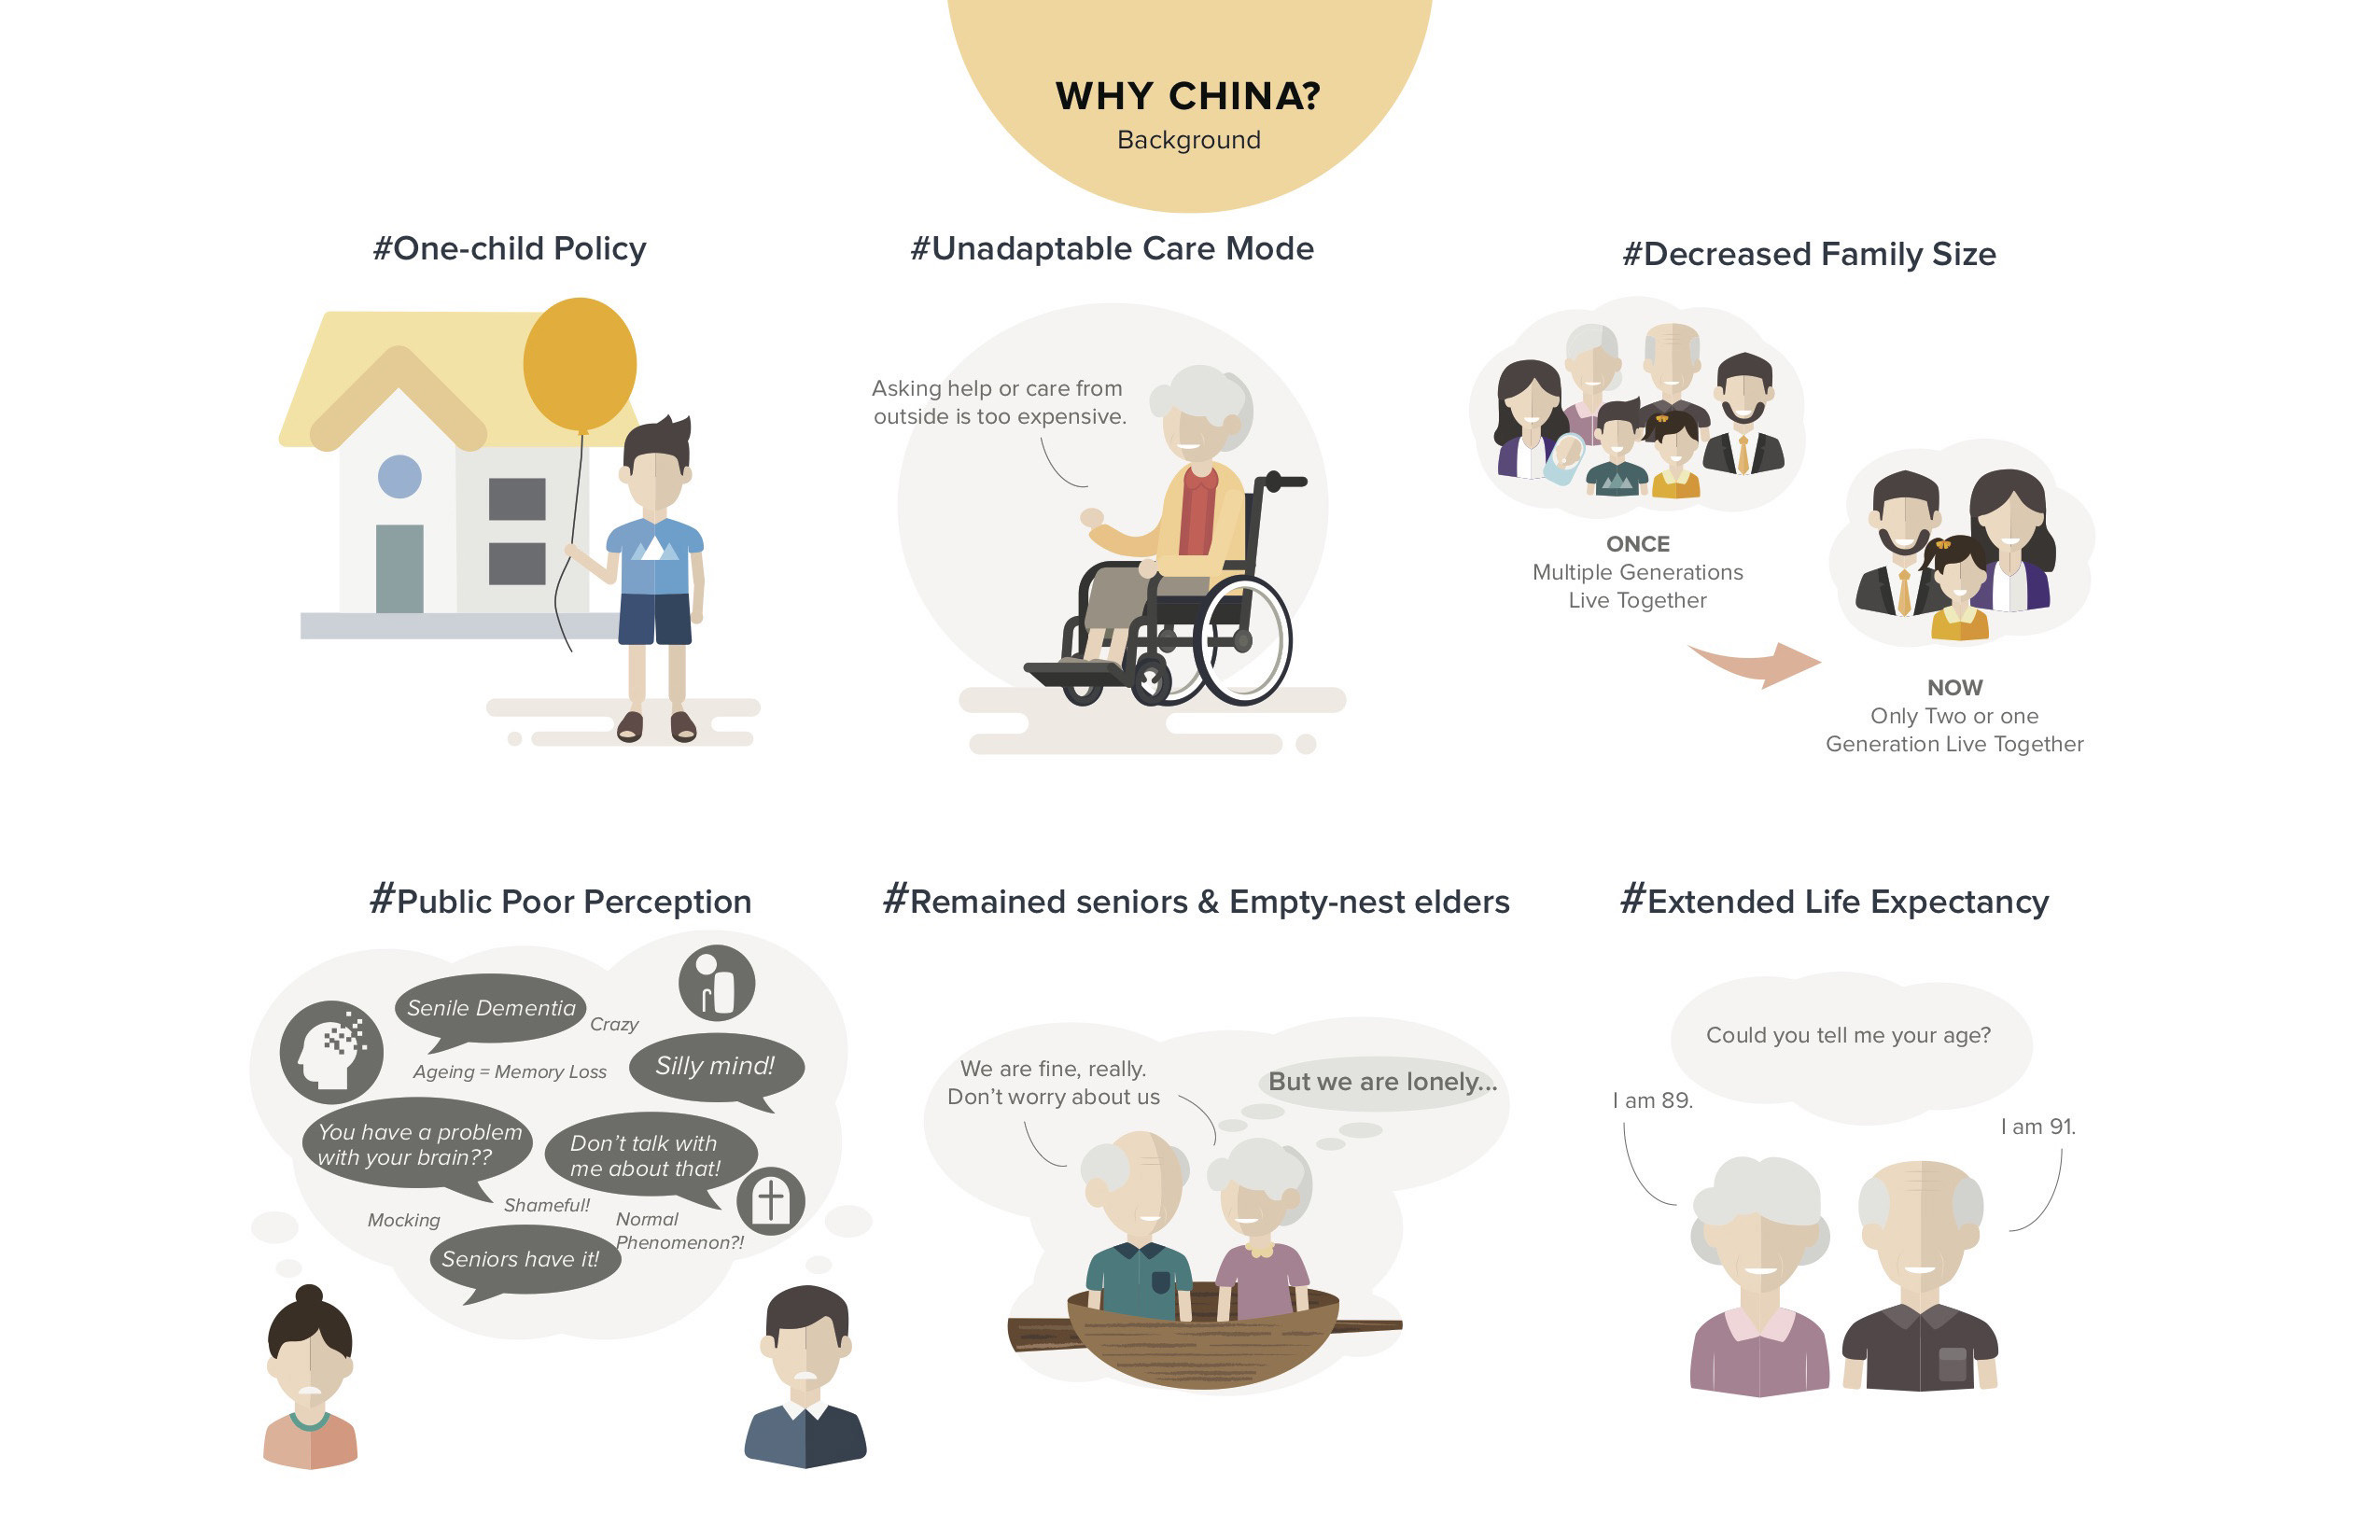 WHY CHINA?
Background
#One-child Policy
#Unadaptable Care Mode
Asking help or care from
outside is too expensive.
#Decreased Family Size
ONCE
Multiple Generations
Live Together
NOW
Only Two or one
Generation Live Together
#Public Poor Perception
Senile Dementia
Crazy
Ageing = Memory Loss
Silly mind!
You have a problem
with your brain??
Don't talk with
me about that!
Shameful!
Mocking
Normal
Phenomenon?!
Seniors have it!
#Remained seniors & Empty-nest elders
We are fine, really.
Don't worry about us
But we are lonely...
#Extended Life Expectancy
Could you tell me your age?
I am 89.
I am 91.